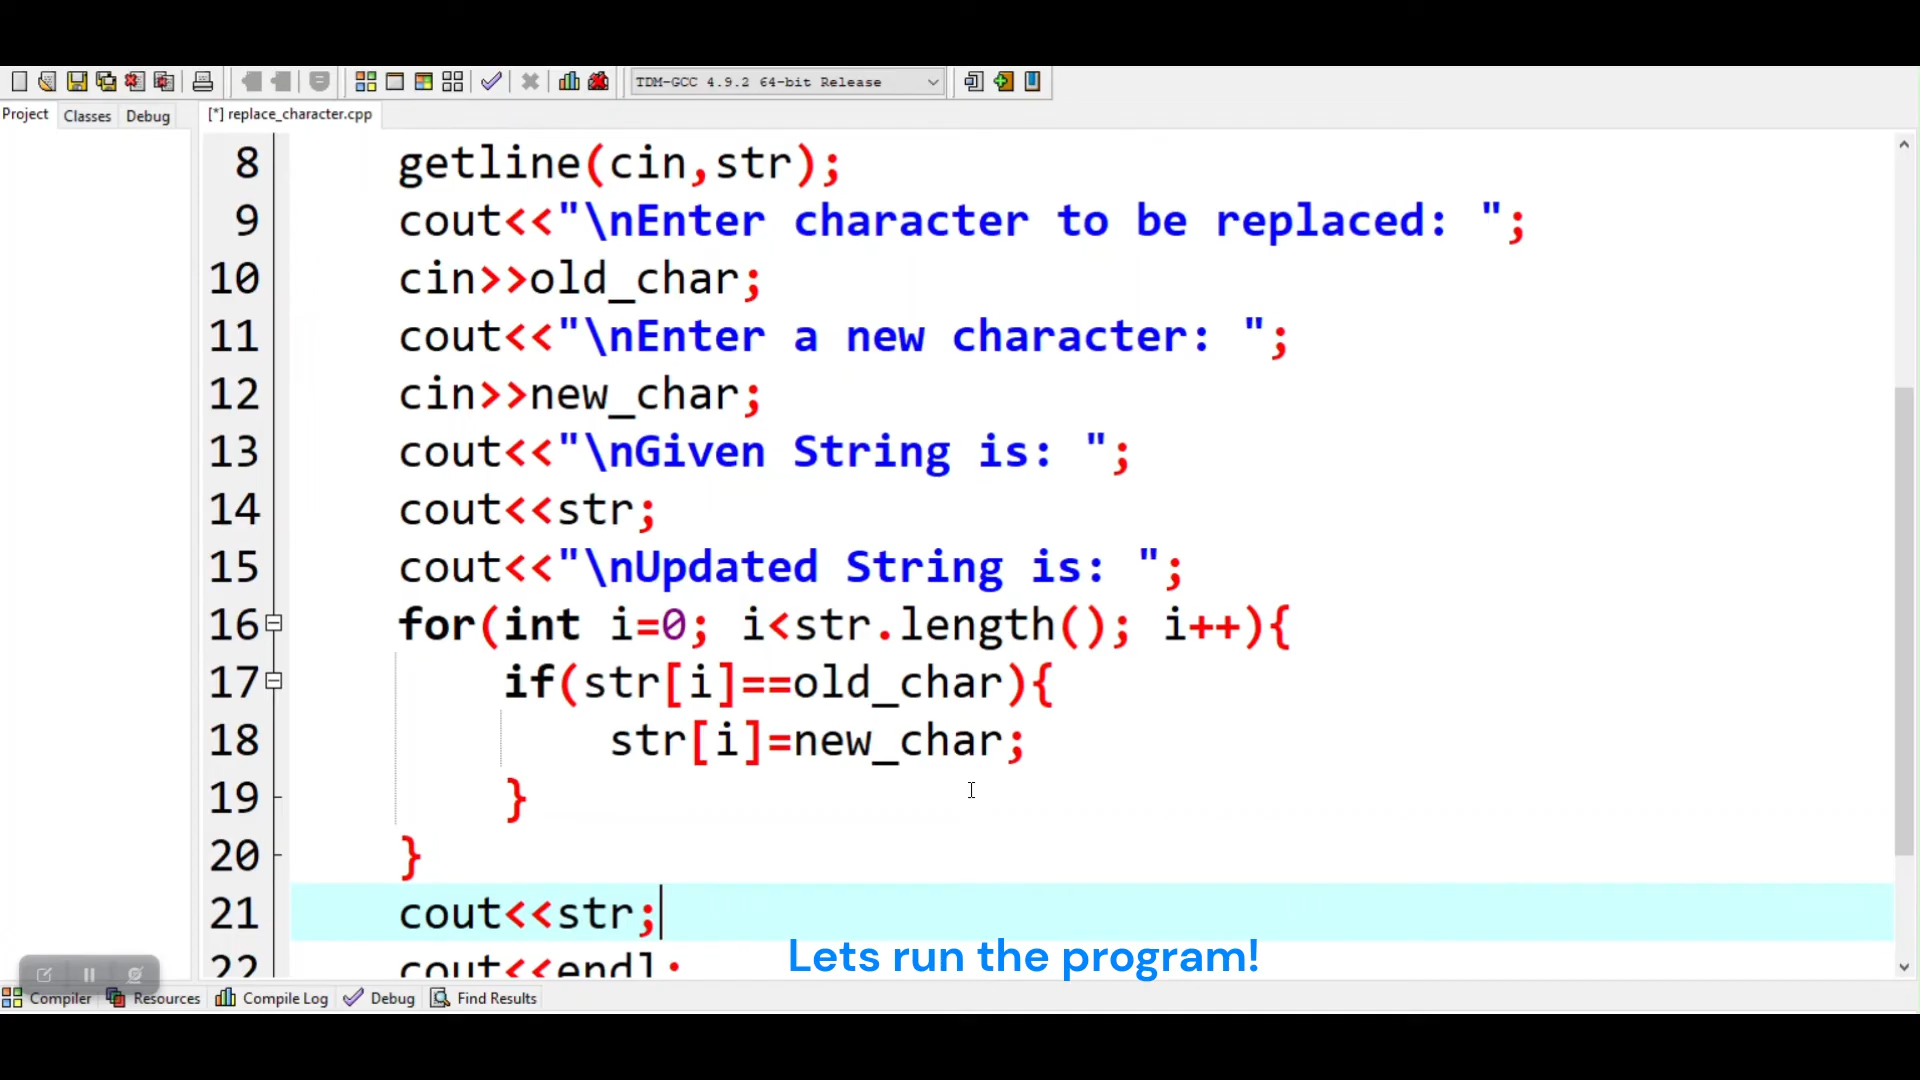 TDM-GCC 4.9.2 64-bit Release
Project Classes Debug [*] replace_character.cpp
8 getline(cin,str);
9 cout<<"\nEnter character to be replaced: ";
10 cin>>old_char;
11 cout<<"\nEnter a new character: ";
12 cin>>new_char;
13 cout<<"\nGiven String is: ";
14 cout<<str;
15 cout<<"\nUpdated String is: ";
16 for(int i=0; i<str.length(); i++){
17 if(str[i]==old_char){
18 str[i]=new_char;
19 }
20 }
21 cout<<str;
22 cout<<endl;
Lets run the program!
Compiler Resources Compile Log Debug Find Results